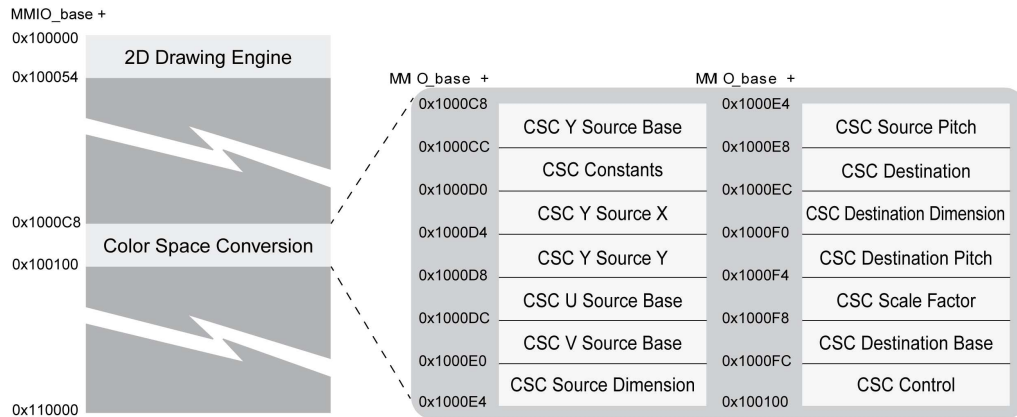 MMIO_base +
0x100000
2D Drawing Engine
0x100054
0x1000C8
Color Space Conversion
0x100100
0x110000
MM O_base +
0x1000C8
CSC Y Source Base
0x1000CC
CSC Constants
0x1000D0
CSC Y Source X
0x1000D4
CSC Y Source Y
0x1000D8
CSC U Source Base
0x1000DC
CSC V Source Base
0x1000E0
CSC Source Dimension
0x1000E4
MM O_base +
0x1000E4
CSC Source Pitch
0x1000E8
CSC Destination
0x1000EC
CSC Destination Dimension
0x1000F0
CSC Destination Pitch
0x1000F4
CSC Scale Factor
0x1000F8
CSC Destination Base
0x1000FC
CSC Control
0x100100